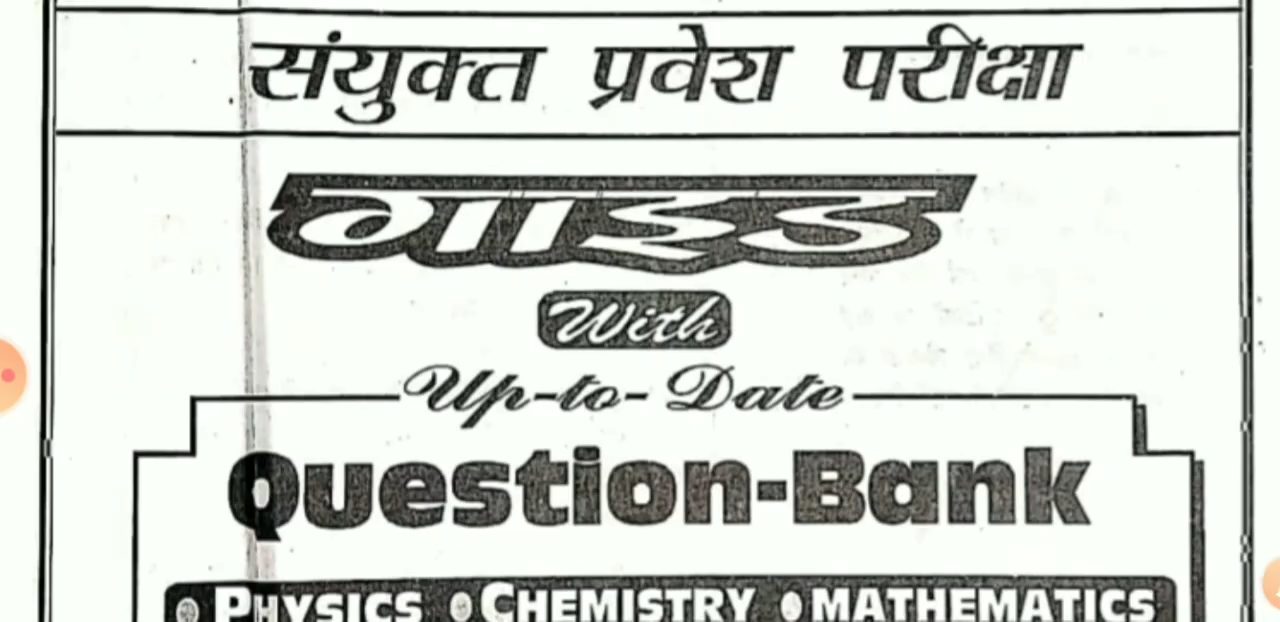 संयुक्त प्रवेश परीक्षा
गाइड
With
Up-to-Date
Question-Bank
PHYSICS CHEMISTRY MATHEMATICS